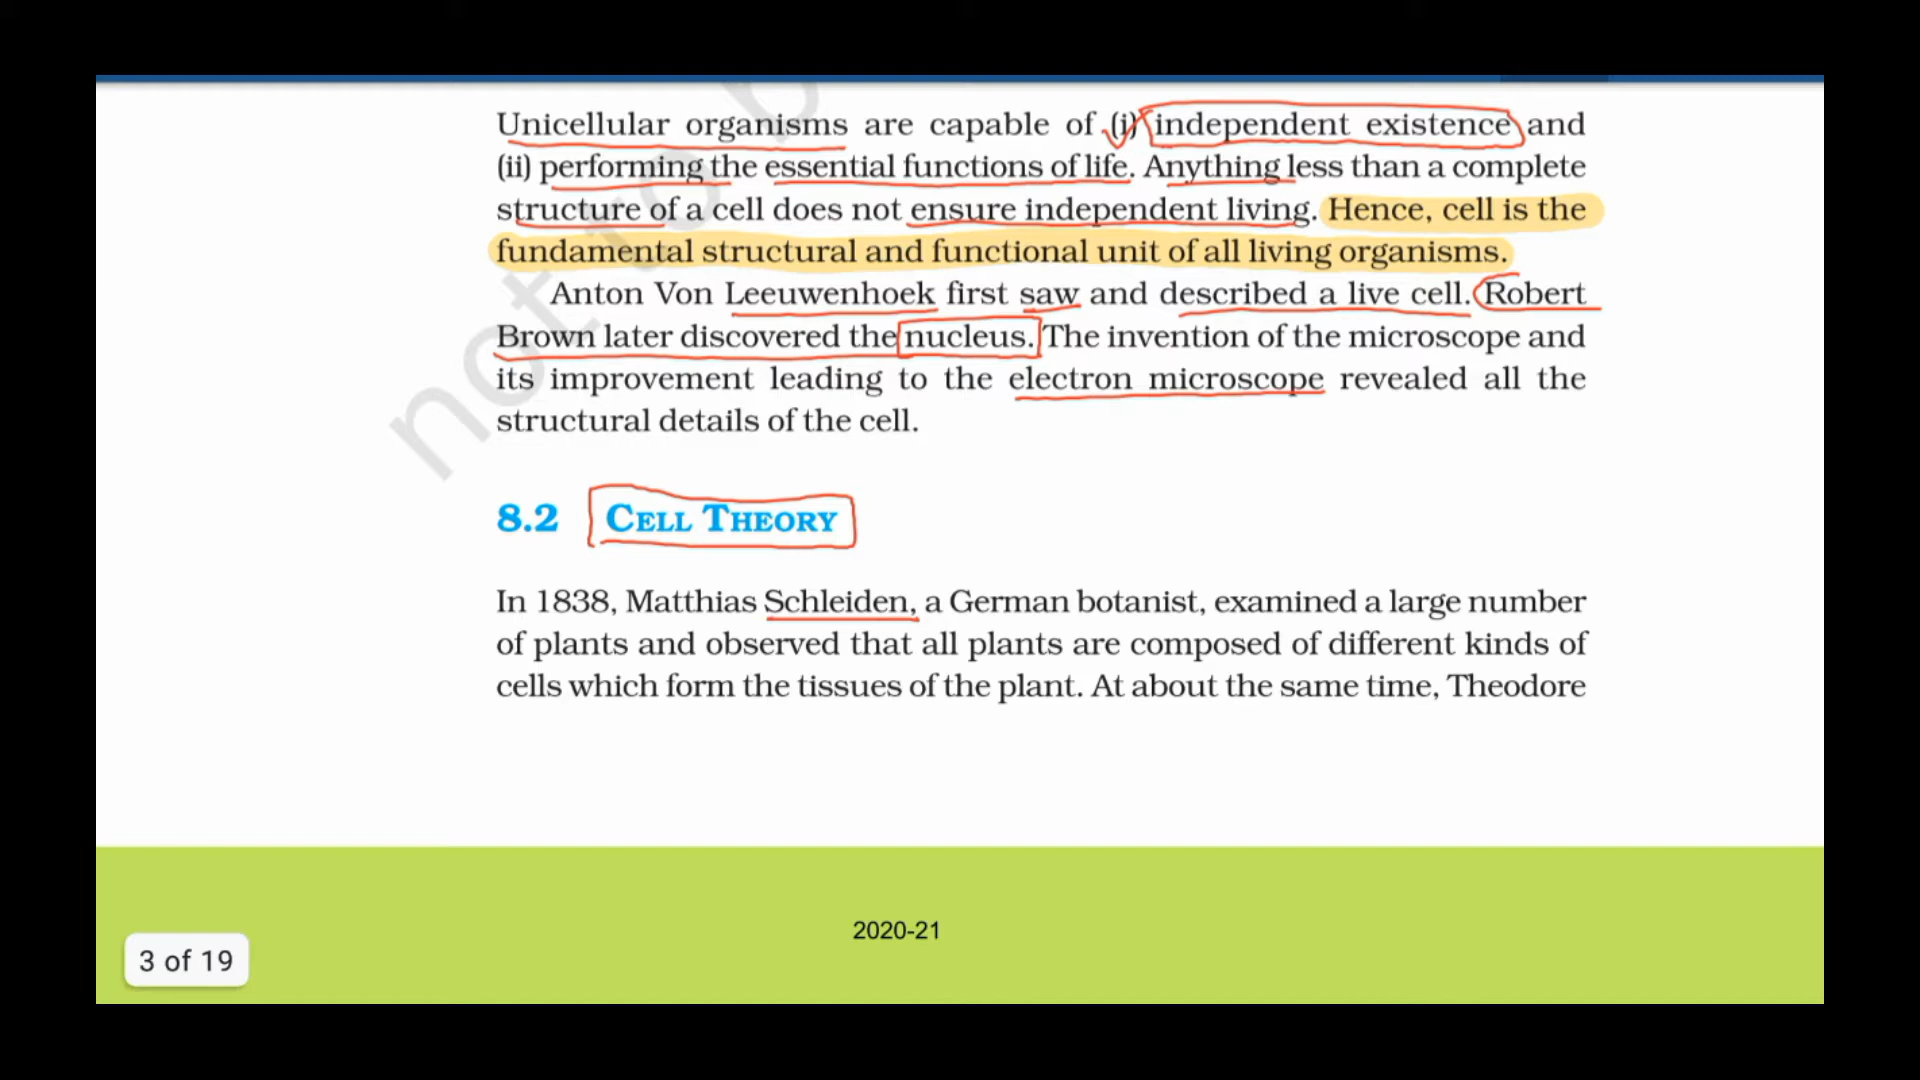 Unicellular organisms are capable of (i) independent existence and
(ii) performing the essential functions of life. Anything less than a complete
structure of a cell does not ensure independent living. Hence, cell is the
fundamental structural and functional unit of all living organisms.
Anton Von Leeuwenhoek first saw and described a live cell. Robert
Brown later discovered the nucleus. The invention of the microscope and
its improvement leading to the electron microscope revealed all the
structural details of the cell.
8.2 CELL THEORY
In 1838, Matthias Schleiden, a German botanist, examined a large number
of plants and observed that all plants are composed of different kinds of
cells which form the tissues of the plant. At about the same time, Theodore
2020-21
3 of 19
not to b